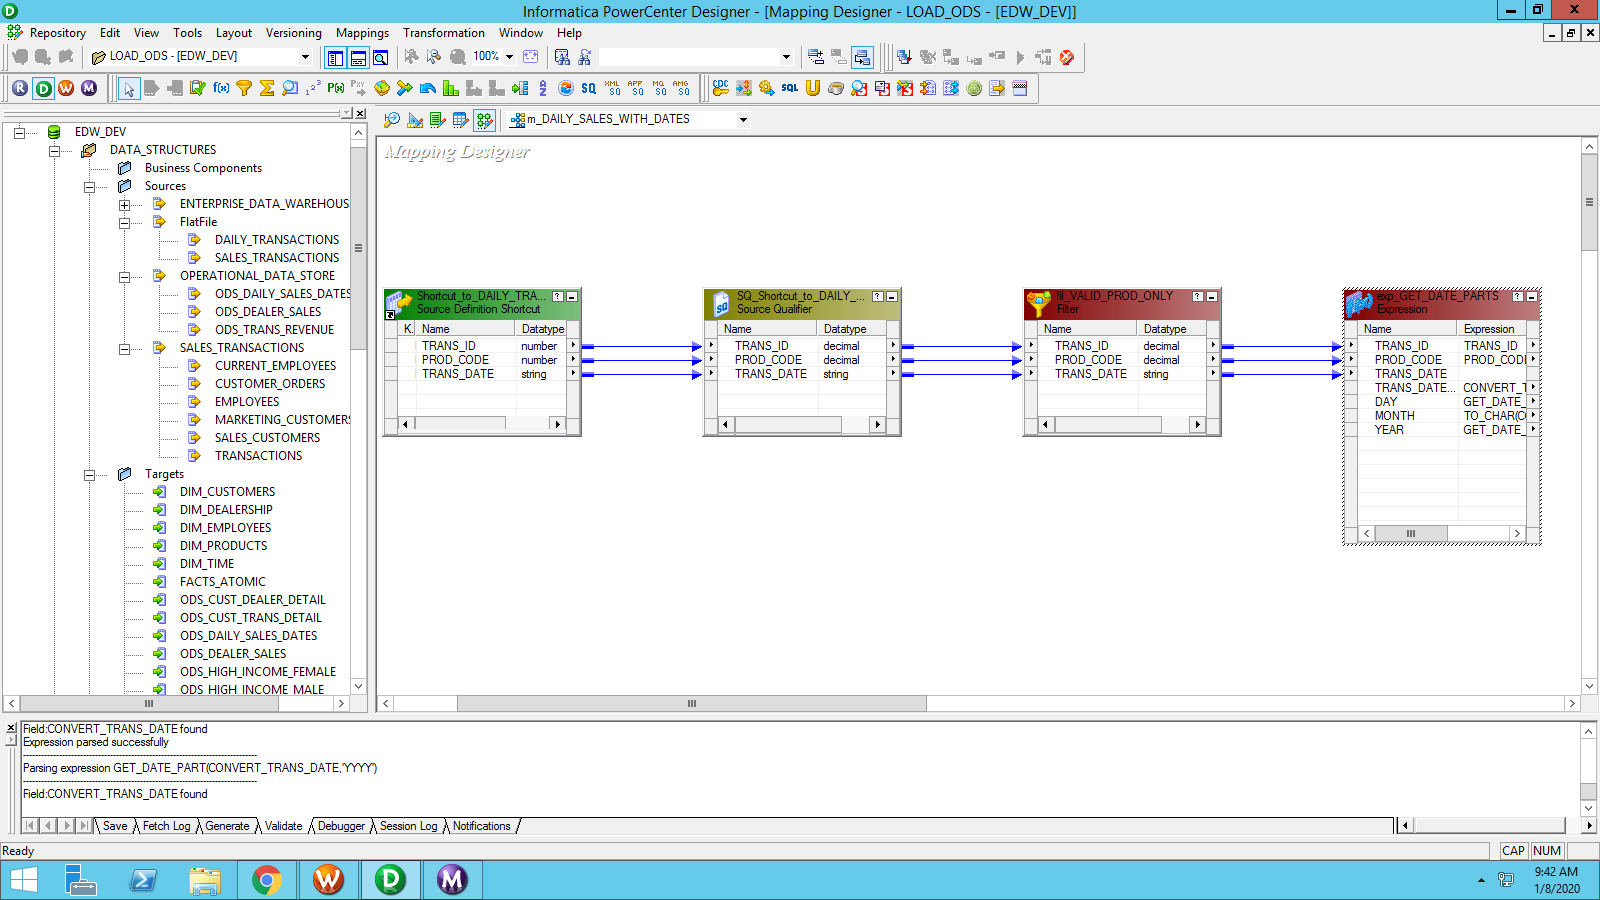 Informatica PowerCenter Designer - [Mapping Designer - LOAD_ODS - [EDW_DEV]]
Repository Edit View Tools Layout Versioning Mappings Transformation Window Help
LOAD_ODS - [EDW_DEV]
100%
m_DAILY_SALES_WITH_DATES
Mapping Designer
EDW_DEV
DATA_STRUCTURES
Business Components
Sources
ENTERPRISE_DATA_WAREHOUS
FlatFile
DAILY_TRANSACTIONS
SALES_TRANSACTIONS
OPERATIONAL_DATA_STORE
ODS_DAILY_SALES_DATES
ODS_DEALER_SALES
ODS_TRANS_REVENUE
SALES_TRANSACTIONS
CURRENT_EMPLOYEES
CUSTOMER_ORDERS
EMPLOYEES
MARKETING_CUSTOMERS
SALES_CUSTOMERS
TRANSACTIONS
Targets
DIM_CUSTOMERS
DIM_DEALERSHIP
DIM_EMPLOYEES
DIM_PRODUCTS
DIM_TIME
FACTS_ATOMIC
ODS_CUST_DEALER_DETAIL
ODS_CUST_TRANS_DETAIL
ODS_DAILY_SALES_DATES
ODS_DEALER_SALES
ODS_HIGH_INCOME_FEMALE
ODS_HIGH_INCOME_MALE
Shortcut_to_DAILY_TRA...
Source Definition Shortcut
K. Name Datatype
TRANS_ID number
PROD_CODE number
TRANS_DATE string
SQ_Shortcut_to_DAILY_...
Source Qualifier
Name Datatype
TRANS_ID decimal
PROD_CODE decimal
TRANS_DATE string
fil_VALID_PROD_ONLY
Filter
Name Datatype
TRANS_ID decimal
PROD_CODE decimal
TRANS_DATE string
exp_GET_DATE_PARTS
Expression
Name Expression
TRANS_ID TRANS_ID
PROD_CODE PROD_CODE
TRANS_DATE
TRANS_DATE... CONVERT_T
DAY GET_DATE_
MONTH TO_CHAR(CO
YEAR GET_DATE_
Field:CONVERT_TRANS_DATE found
Expression parsed successfully
Parsing expression GET_DATE_PART(CONVERT_TRANS_DATE,'YYYY')
Field:CONVERT_TRANS_DATE found
Save Fetch Log Generate Validate Debugger Session Log Notifications
Ready
CAP NUM
9:42 AM
1/8/2020